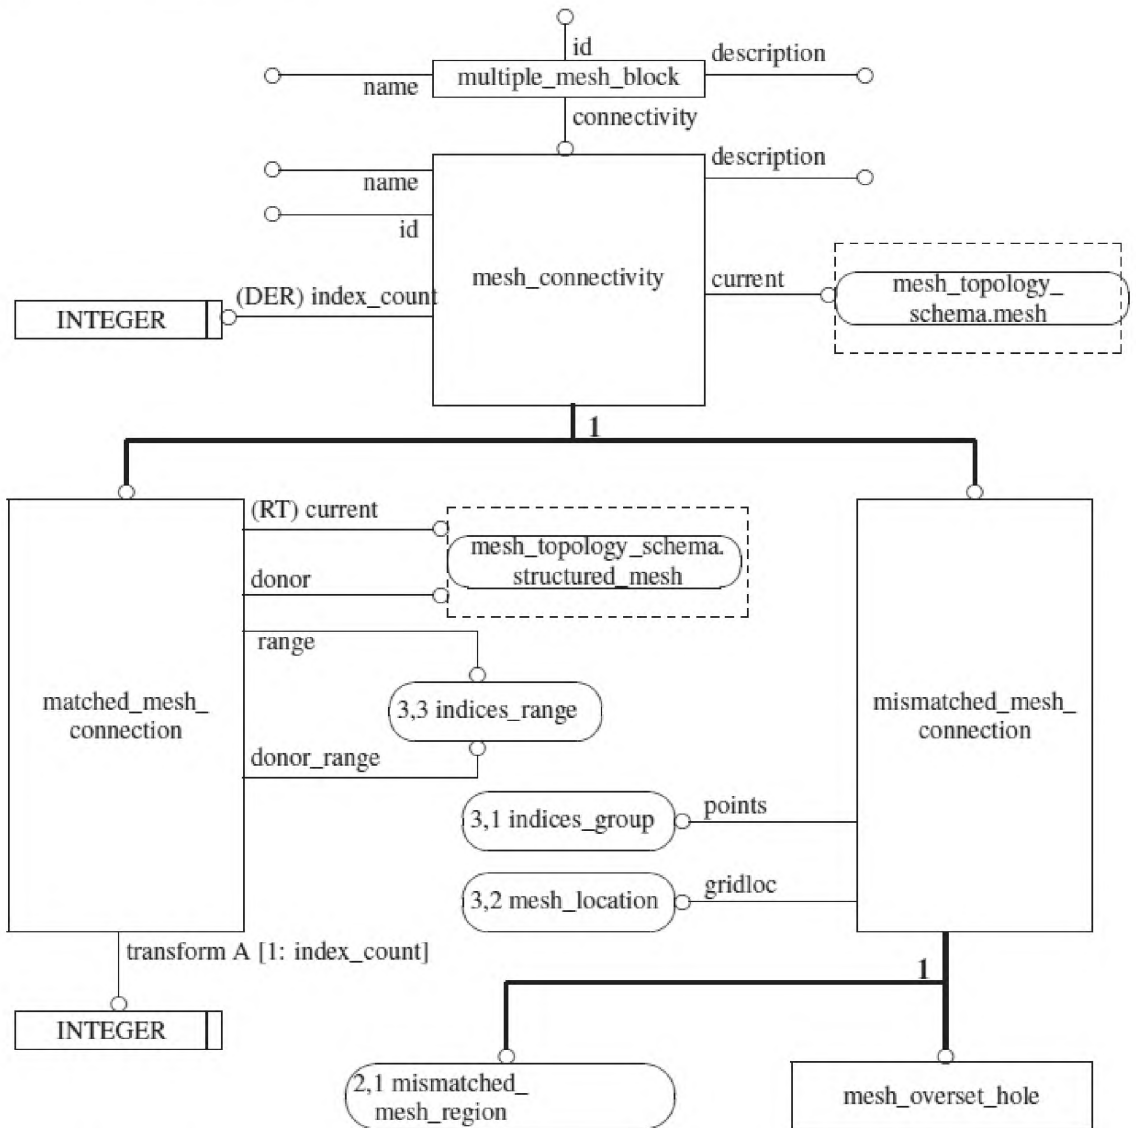 id
description
name
multiple_mesh_block
connectivity
description
name
id
mesh_connectivity
current
mesh_topology_
schema.mesh
(DER) index_count
INTEGER
1
(RT) current
mesh_topology_schema.
structured_mesh
donor
range
matched_mesh_
connection
3,3 indices_range
mismatched_mesh_
connection
donor_range
3,1 indices_group
points
3,2 mesh_location
gridloc
transform A [1: index_count]
1
INTEGER
2,1 mismatched_
mesh_region
mesh_overset_hole